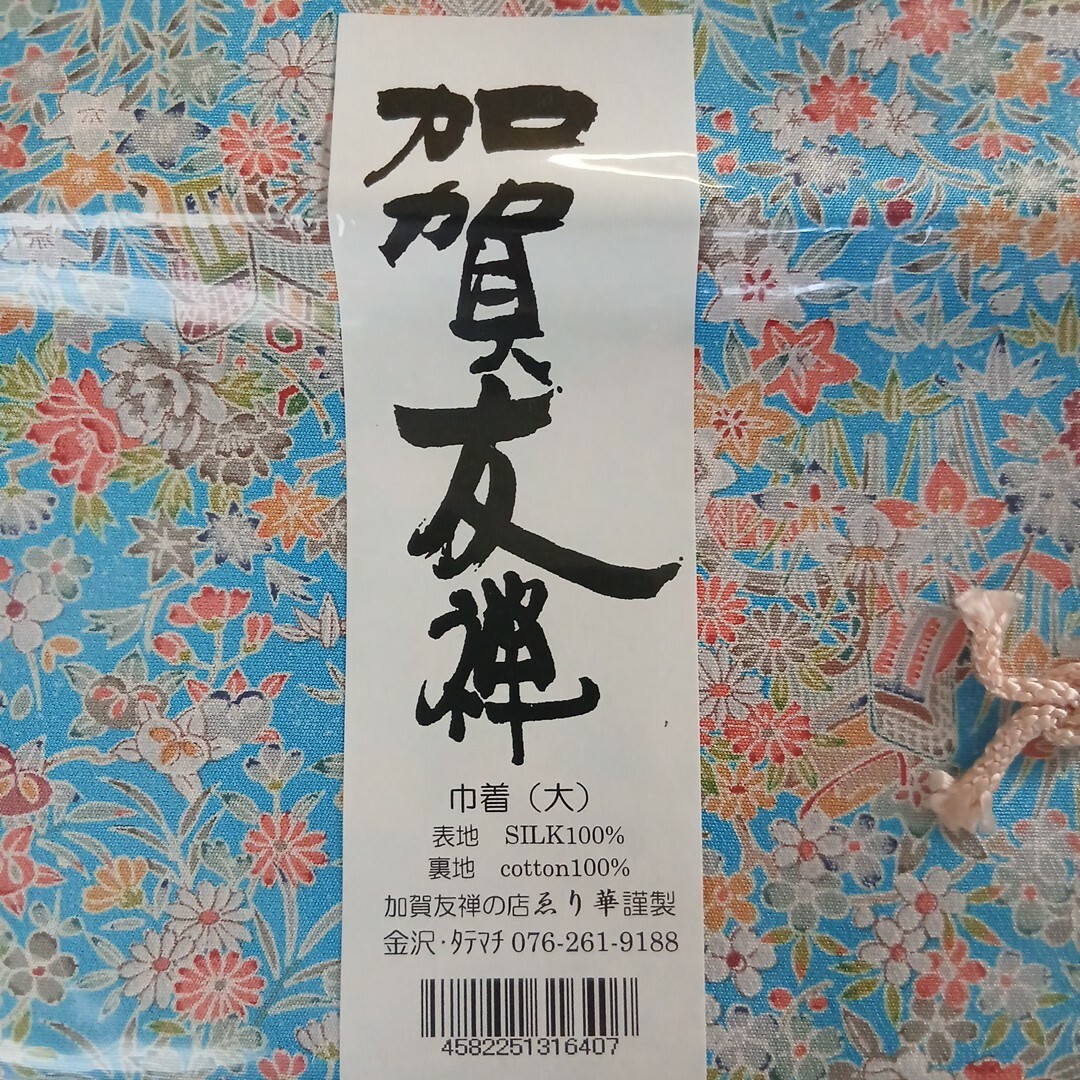 加賀友禅
巾着（大）
表地　SILK100%
裏地　cotton100%
加賀友禅の店ゑり華謹製
金沢・タテマチ 076-261-9188
4582251316407